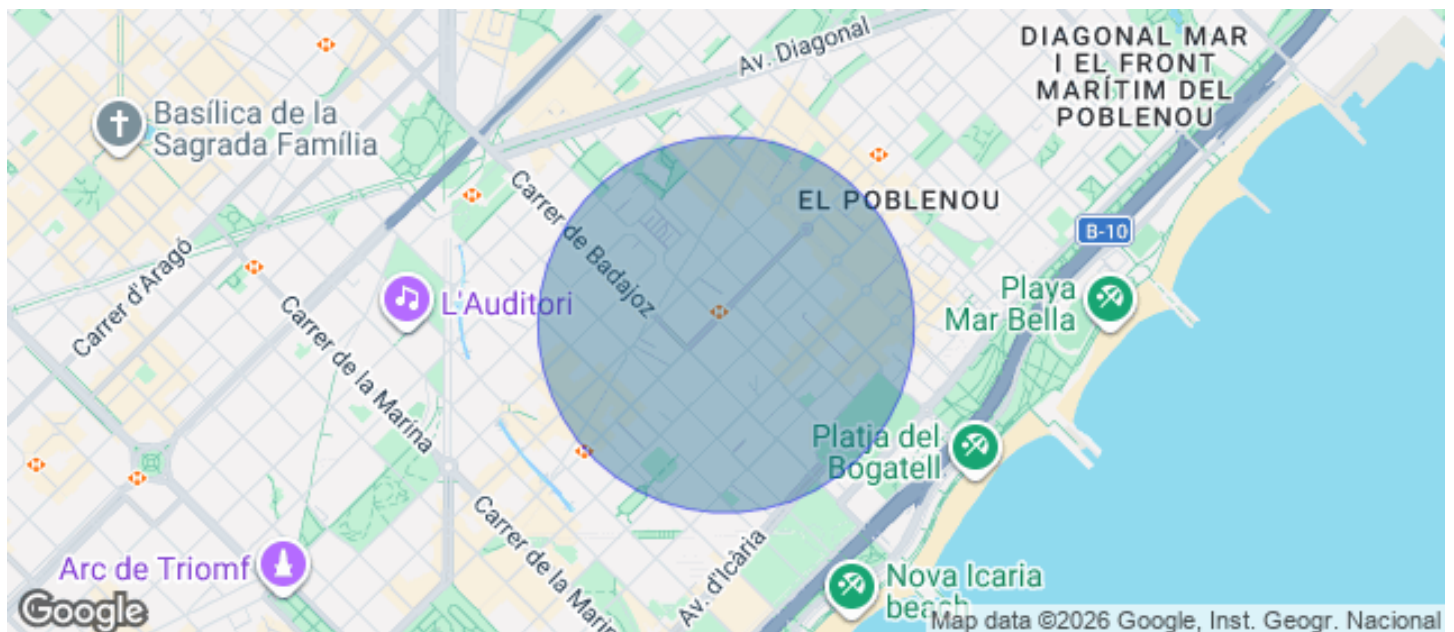 DIAGONAL MAR
I EL FRONT
MARÍTIM DEL
POBLENOU
Av. Diagonal
Basílica de la
Sagrada Família
Carrer de Badajoz
EL POBLENOU
B-10
Carrer d'Aragó
L'Auditori
Playa
Mar Bella
Carrer de la Marina
Platja del
Bogatell
Carrer de la Marin
Av. d'Icària
Arc de Triomf
Nova Icaria
beach
Google
Map data ©2026 Google, Inst. Geogr. Nacional